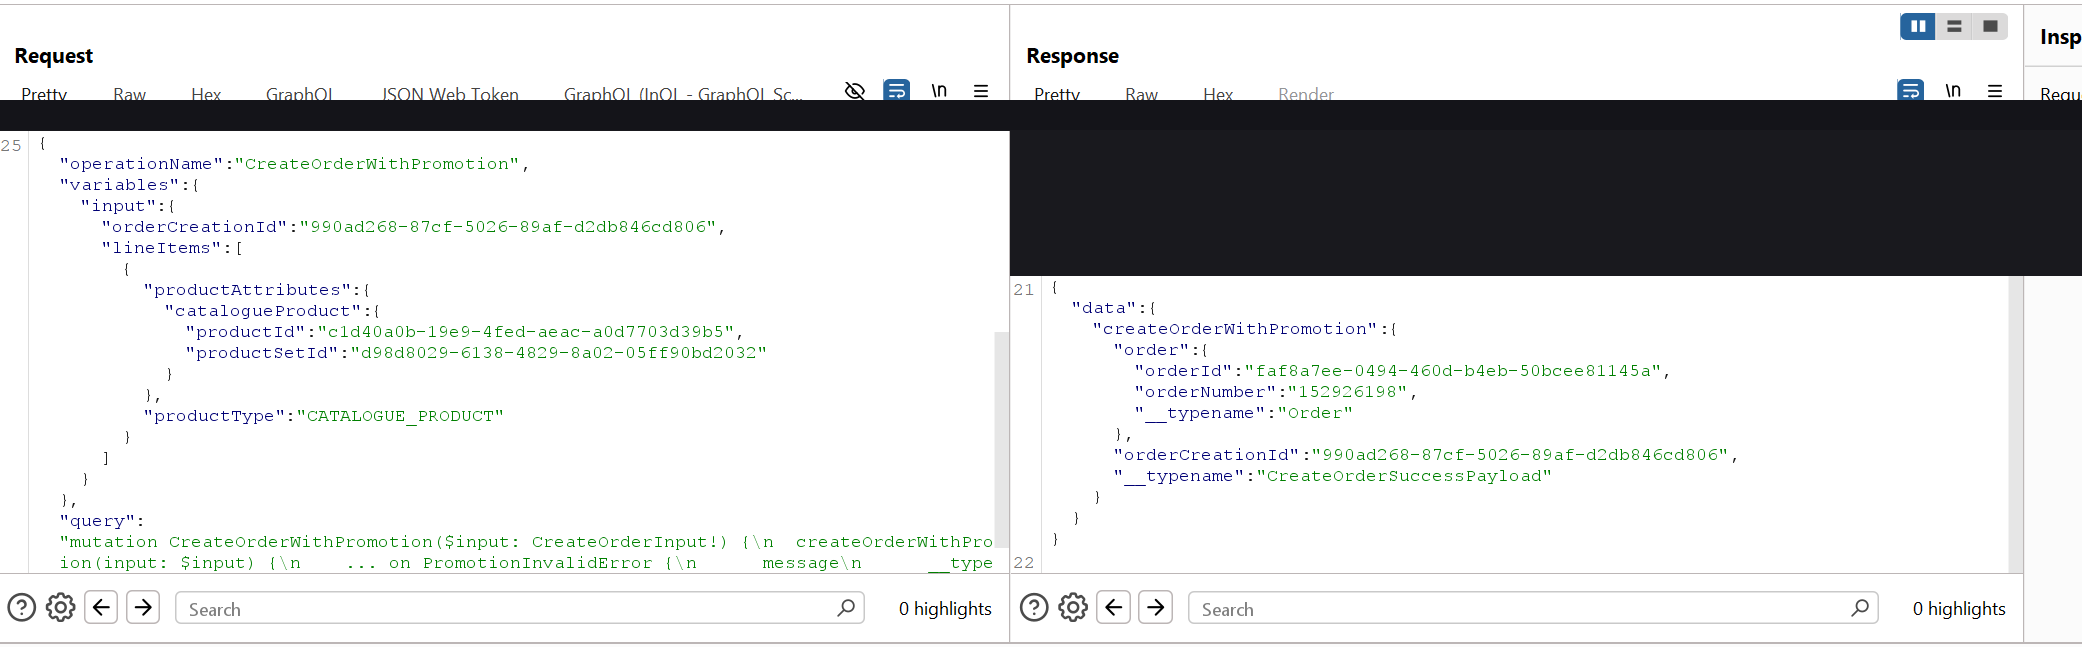 Request
Pretty Raw Hex GraphQL JSON Web Token GraphQL (InQL - GraphQL Sc... \n
25 {
"operationName":"CreateOrderWithPromotion",
"variables":{
"input":{
"orderCreationId":"990ad268-87cf-5026-89af-d2db846cd806",
"lineItems":[
{
"productAttributes":{
"catalogueProduct":{
"productId":"c1d40a0b-19e9-4fed-aeac-a0d7703d39b5",
"productSetId":"d98d8029-6138-4829-8a02-05ff90bd2032"
}
},
"productType":"CATALOGUE_PRODUCT"
}
]
}
},
"query":
"mutation CreateOrderWithPromotion($input: CreateOrderInput!) {\n  createOrderWithPro
ion(input: $input) {\n    ... on PromotionInvalidError {\n      message\n      __type
Search
0 highlights
Response
Pretty Raw Hex Render \n
21 {
"data":{
"createOrderWithPromotion":{
"order":{
"orderId":"faf8a7ee-0494-460d-b4eb-50bcee81145a",
"orderNumber":"152926198",
"__typename":"Order"
},
"orderCreationId":"990ad268-87cf-5026-89af-d2db846cd806",
"__typename":"CreateOrderSuccessPayload"
}
}
}
22
Search
0 highlights
Insp
Requ